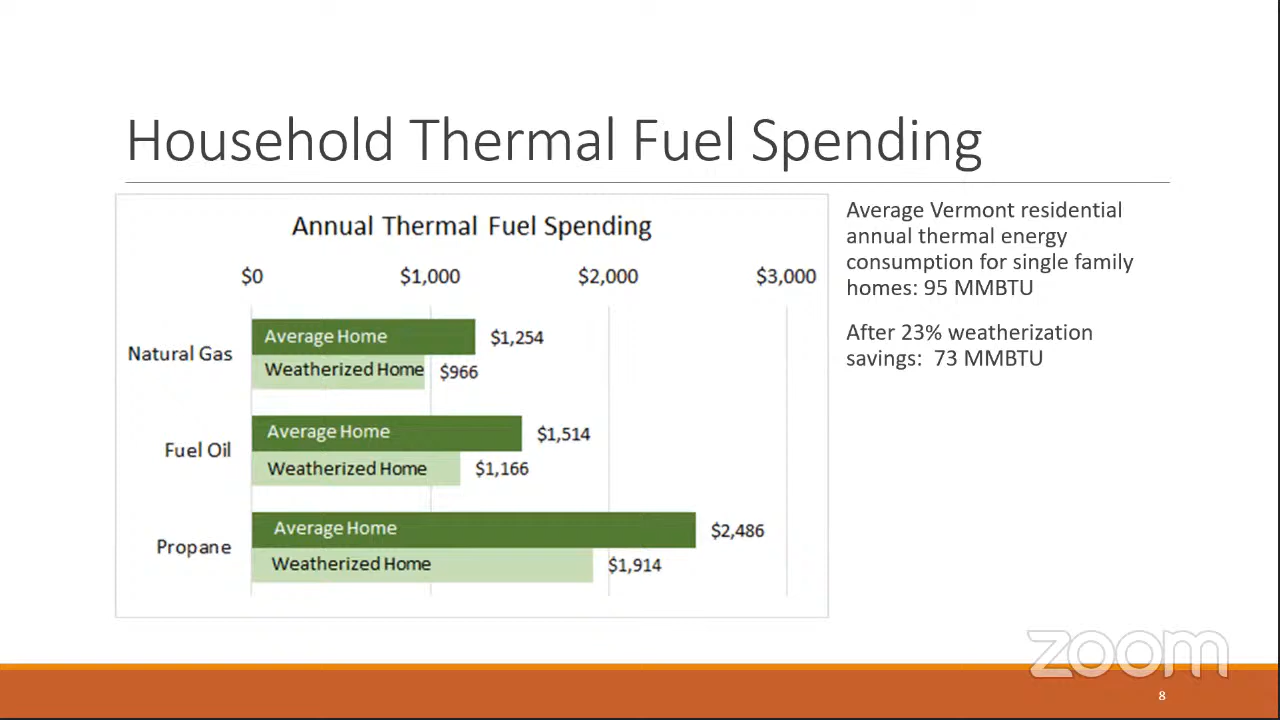 Household Thermal Fuel Spending
Annual Thermal Fuel Spending
$0 $1,000 $2,000 $3,000
Natural Gas
Average Home $1,254
Weatherized Home $966
Fuel Oil
Average Home $1,514
Weatherized Home $1,166
Propane
Average Home $2,486
Weatherized Home $1,914
Average Vermont residential
annual thermal energy
consumption for single family
homes: 95 MMBTU
After 23% weatherization
savings: 73 MMBTU
zoom
8